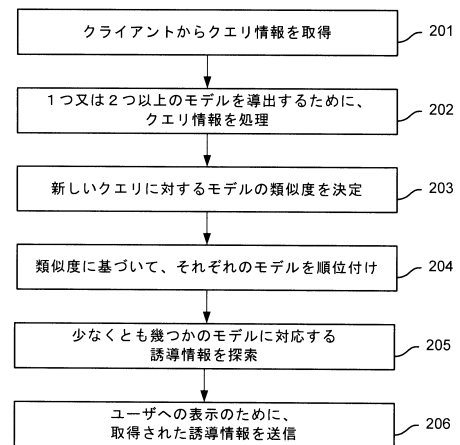 クライアントからクエリ情報を取得
201
1つ又は2つ以上のモデルを導出するために、
クエリ情報を処理
202
新しいクエリに対するモデルの類似度を決定
203
類似度に基づいて、それぞれのモデルを順位付け
204
少なくとも幾つかのモデルに対応する
誘導情報を探索
205
ユーザへの表示のために、
取得された誘導情報を送信
206